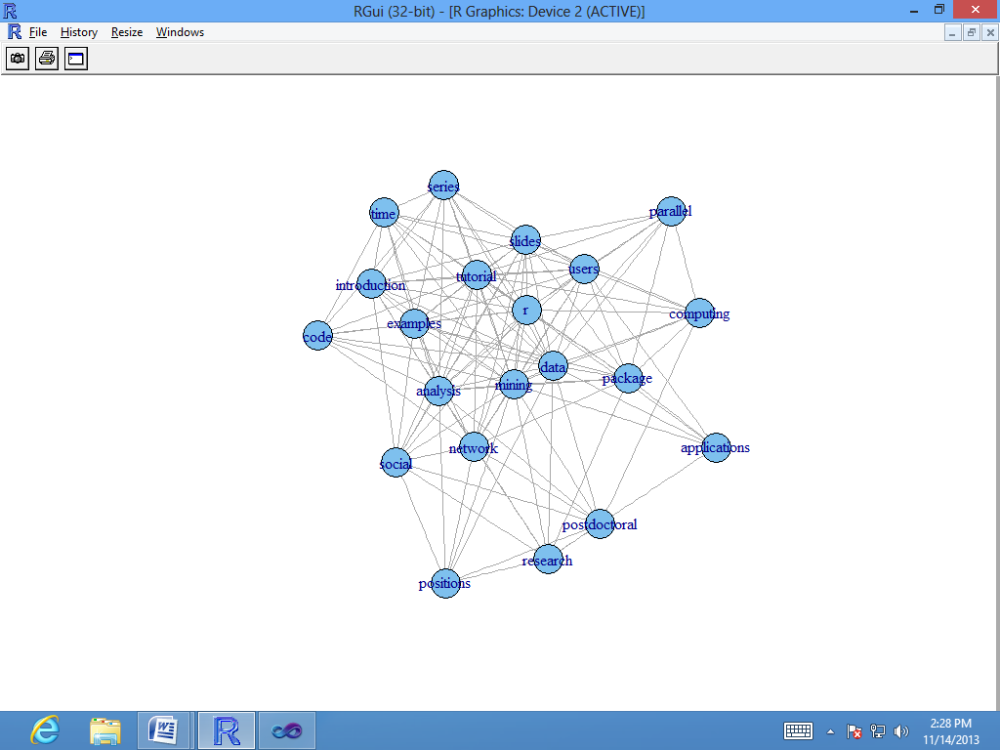 RGui (32-bit) - [R Graphics: Device 2 (ACTIVE)]
File History Resize Windows
series
time
parallel
slides
users
tutorial
introduction
r
computing
examples
code
data
package
mining
analysis
network
applications
social
postdoctoral
research
positions
2:28 PM
11/14/2013